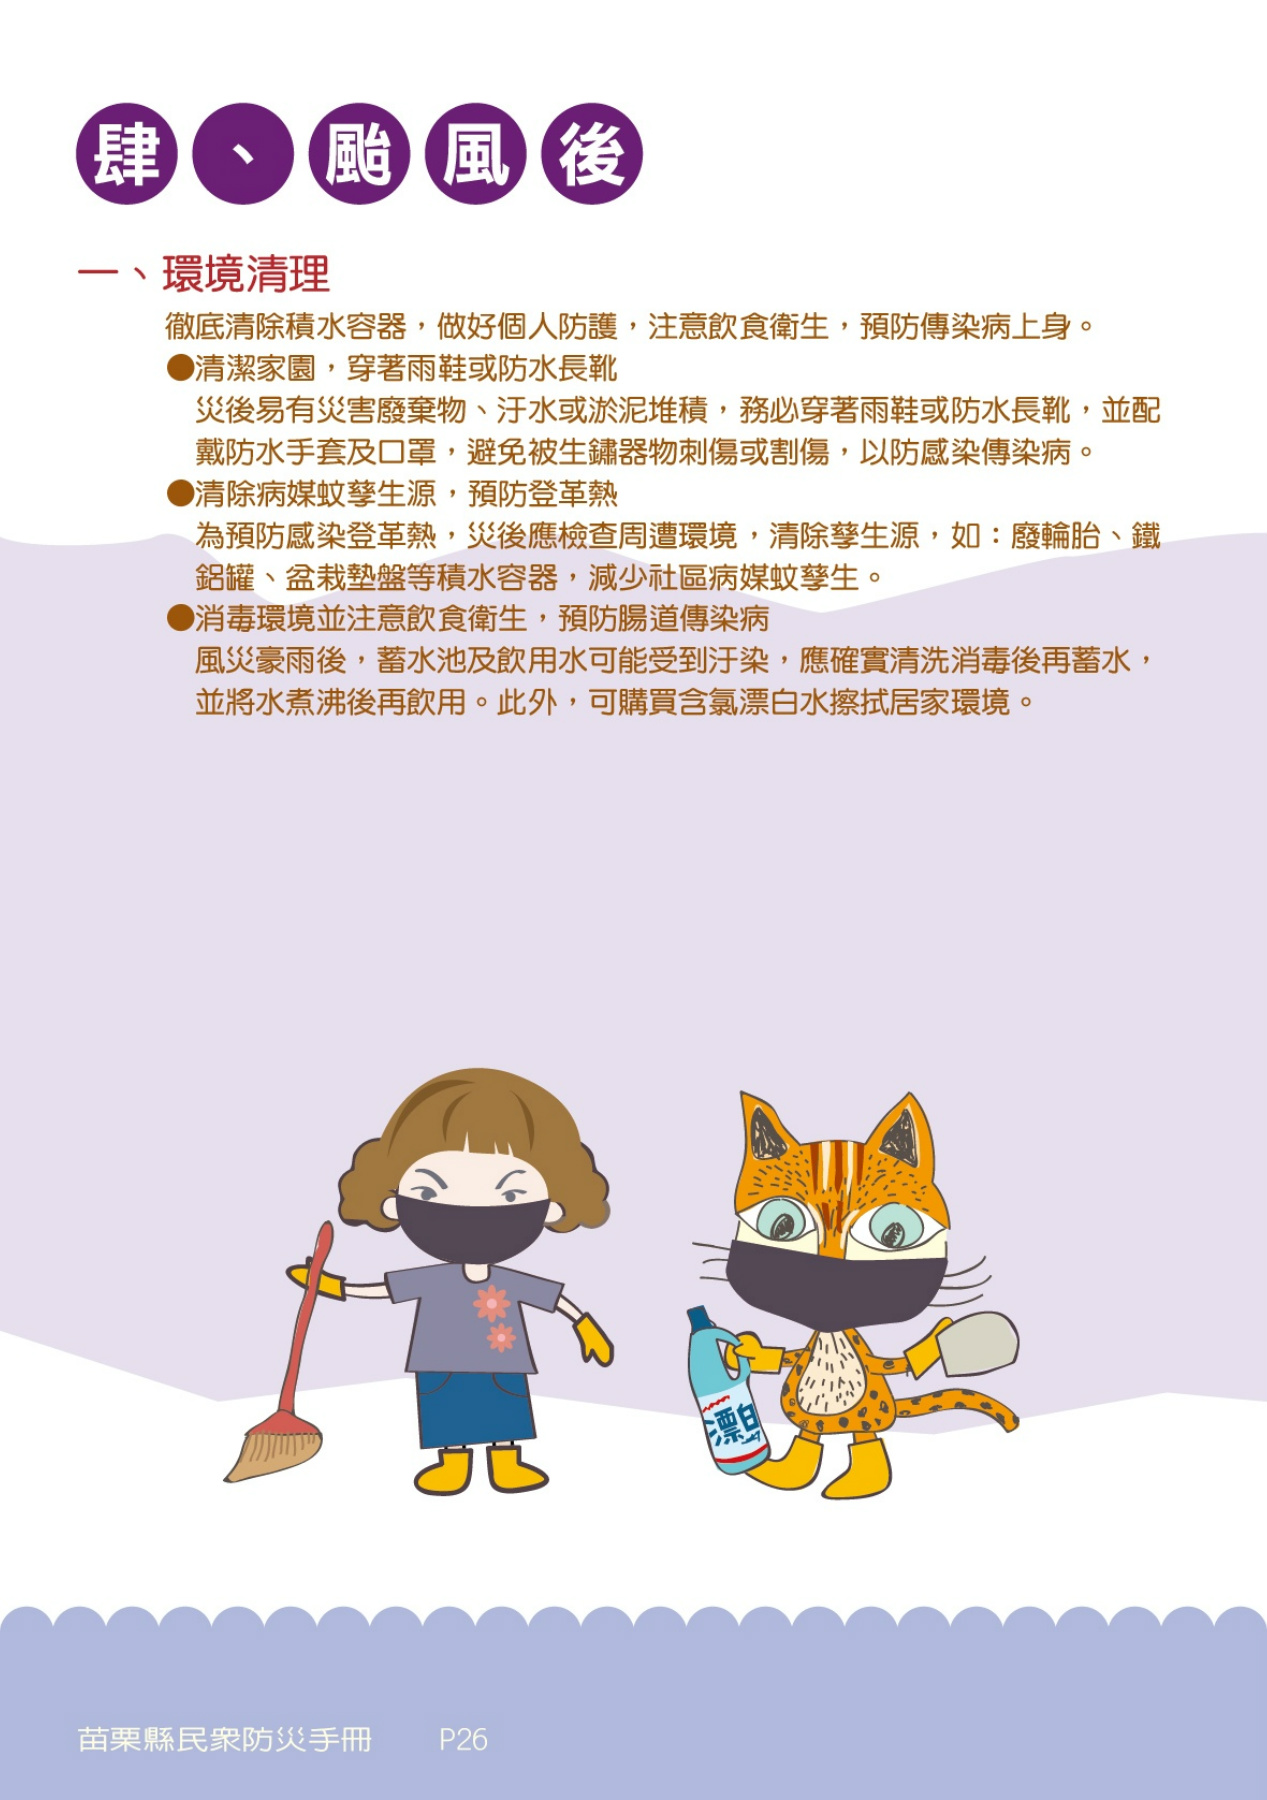 肆、颱風後
一、環境清理
徹底清除積水容器，做好個人防護，注意飲食衛生，預防傳染病上身。
●清潔家園，穿著雨鞋或防水長靴
災後易有災害廢棄物、汙水或淤泥堆積，務必穿著雨鞋或防水長靴，並配
戴防水手套及口罩，避免被生鏽器物刺傷或割傷，以防感染傳染病。
●清除病媒蚊孳生源，預防登革熱
為預防感染登革熱，災後應檢查周遭環境，清除孳生源，如：廢輪胎、鐵
鋁罐、盆栽墊盤等積水容器，減少社區病媒蚊孳生。
●消毒環境並注意飲食衛生，預防腸道傳染病
風災豪雨後，蓄水池及飲用水可能受到汙染，應確實清洗消毒後再蓄水，
並將水煮沸後再飲用。此外，可購買含氯漂白水擦拭居家環境。
漂白
苗栗縣民眾防災手冊 P26